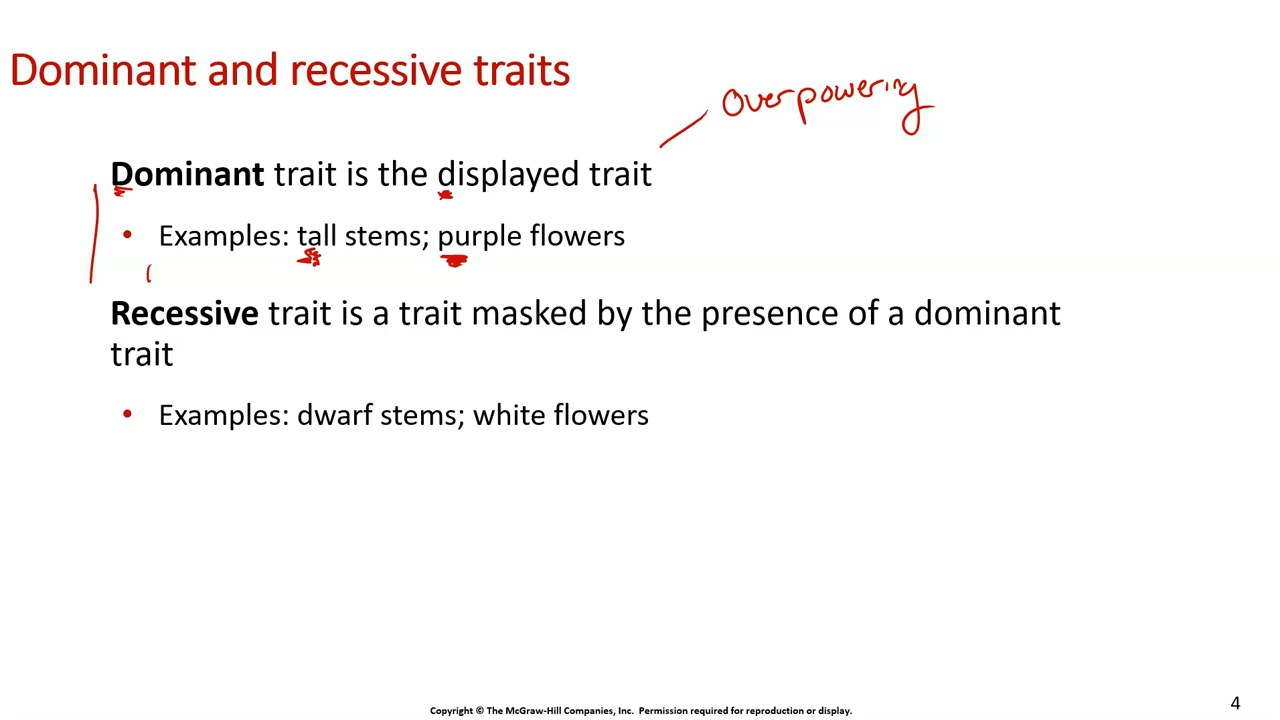 Dominant and recessive traits
Overpowering
Dominant trait is the displayed trait
• Examples: tall stems; purple flowers
Recessive trait is a trait masked by the presence of a dominant
trait
• Examples: dwarf stems; white flowers
Copyright © The McGraw-Hill Companies, Inc. Permission required for reproduction or display.
4